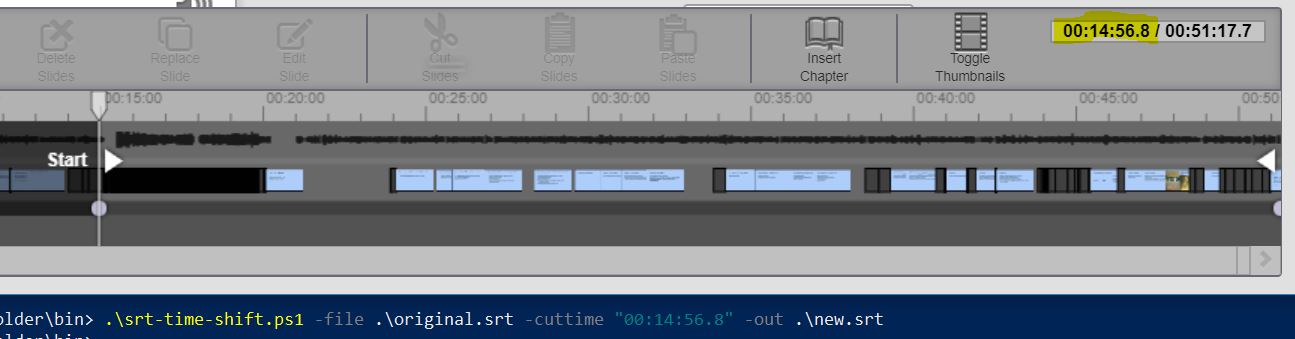 Delete
Slides
Replace
Slide
Edit
Slide
Cut
Slides
Copy
Slides
Paste
Slides
Insert
Chapter
Toggle
Thumbnails
00:14:56.8 / 00:51:17.7
00:15:00 00:20:00 00:25:00 00:30:00 00:35:00 00:40:00 00:45:00 00:50
Start
older\bin> .\srt-time-shift.ps1 -file .\original.srt -cuttime "00:14:56.8" -out .\new.srt
older\bin>